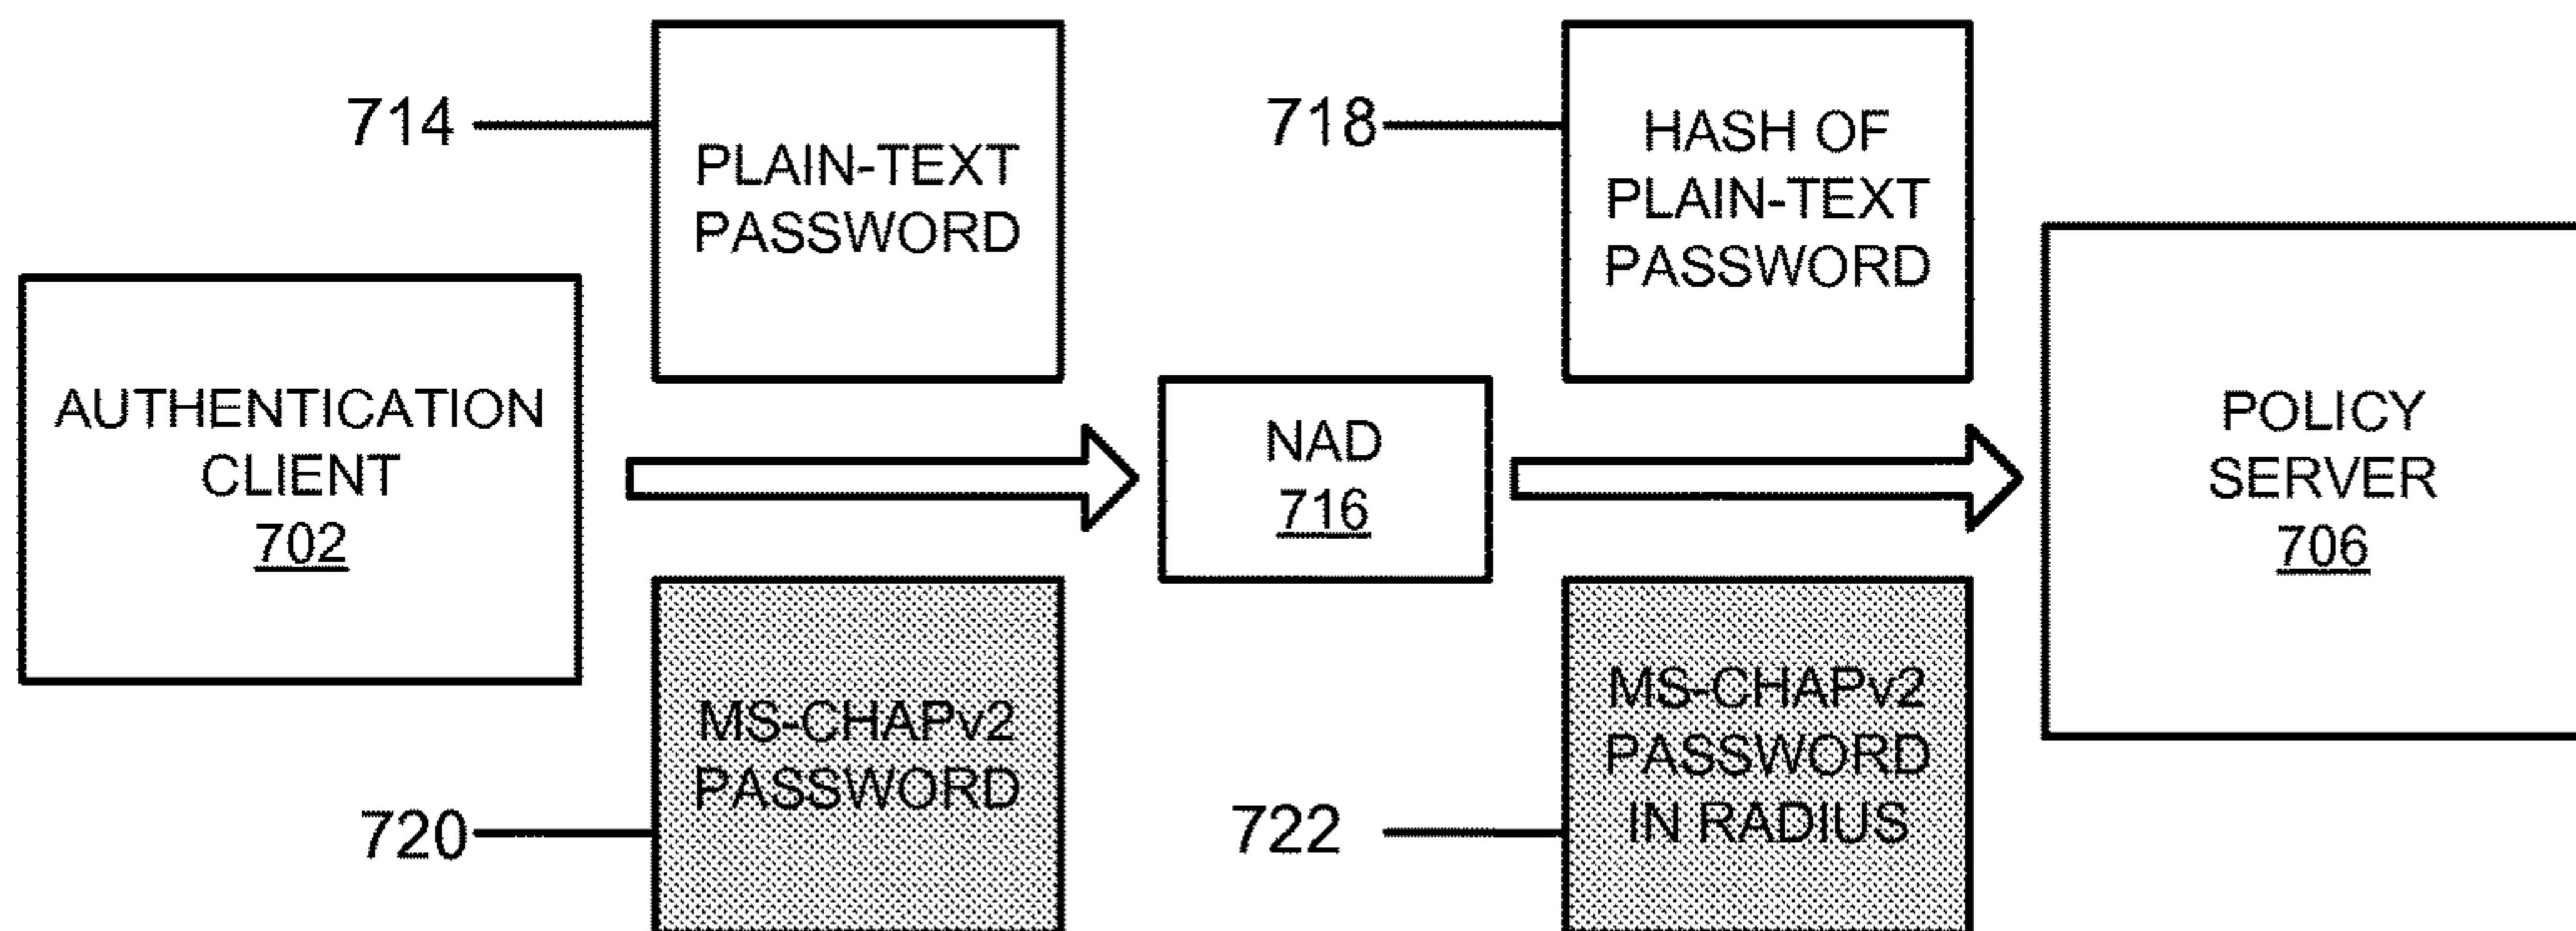 714
PLAIN-TEXT
PASSWORD
718
HASH OF
PLAIN-TEXT
PASSWORD
AUTHENTICATION
CLIENT
702
NAD
716
POLICY
SERVER
706
720
MS-CHAPv2
PASSWORD
722
MS-CHAPv2
PASSWORD
IN RADIUS